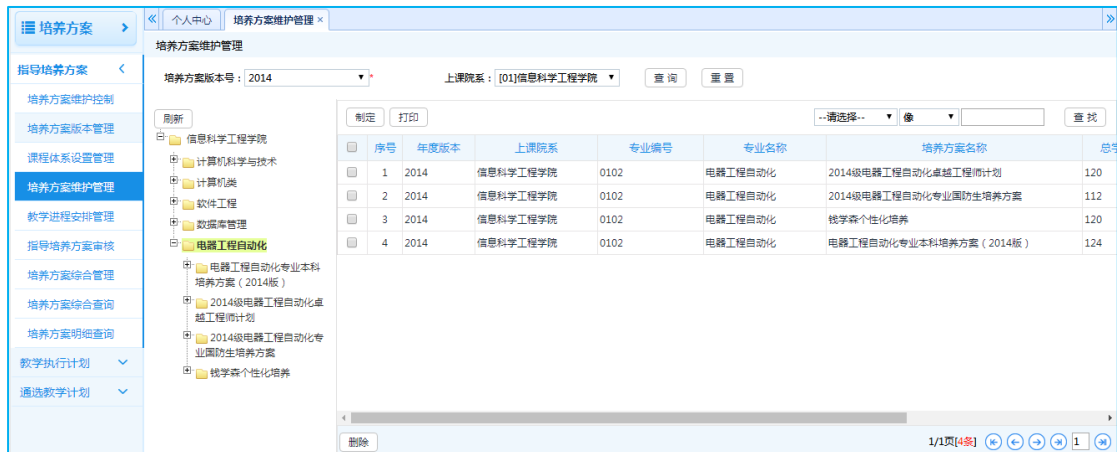 培养方案
个人中心
培养方案维护管理 ×
培养方案维护管理
指导培养方案
培养方案维护控制
培养方案版本管理
课程体系设置管理
培养方案维护管理
教学进程安排管理
指导培养方案审核
培养方案综合管理
培养方案综合查询
培养方案明细查询
教学执行计划
通选教学计划
培养方案版本号： 2014 *
上课院系： [01]信息科学工程学院
查 询
重 置
刷新
信息科学工程学院
计算机科学与技术
计算机类
软件工程
数据库管理
电器工程自动化
电器工程自动化专业本科
培养方案（2014版）
2014级电器工程自动化卓
越工程师计划
2014级电器工程自动化专
业国防生培养方案
钱学森个性化培养
制定 打印
--请选择-- 像 查 找
序号 年度版本 上课院系 专业编号 专业名称 培养方案名称 总学
1 2014 信息科学工程学院 0102 电器工程自动化 2014级电器工程自动化卓越工程师计划 120
2 2014 信息科学工程学院 0102 电器工程自动化 2014级电器工程自动化专业国防生培养方案 112
3 2014 信息科学工程学院 0102 电器工程自动化 钱学森个性化培养 120
4 2014 信息科学工程学院 0102 电器工程自动化 电器工程自动化专业本科培养方案（2014版） 124
删除
1/1页[4条] 1